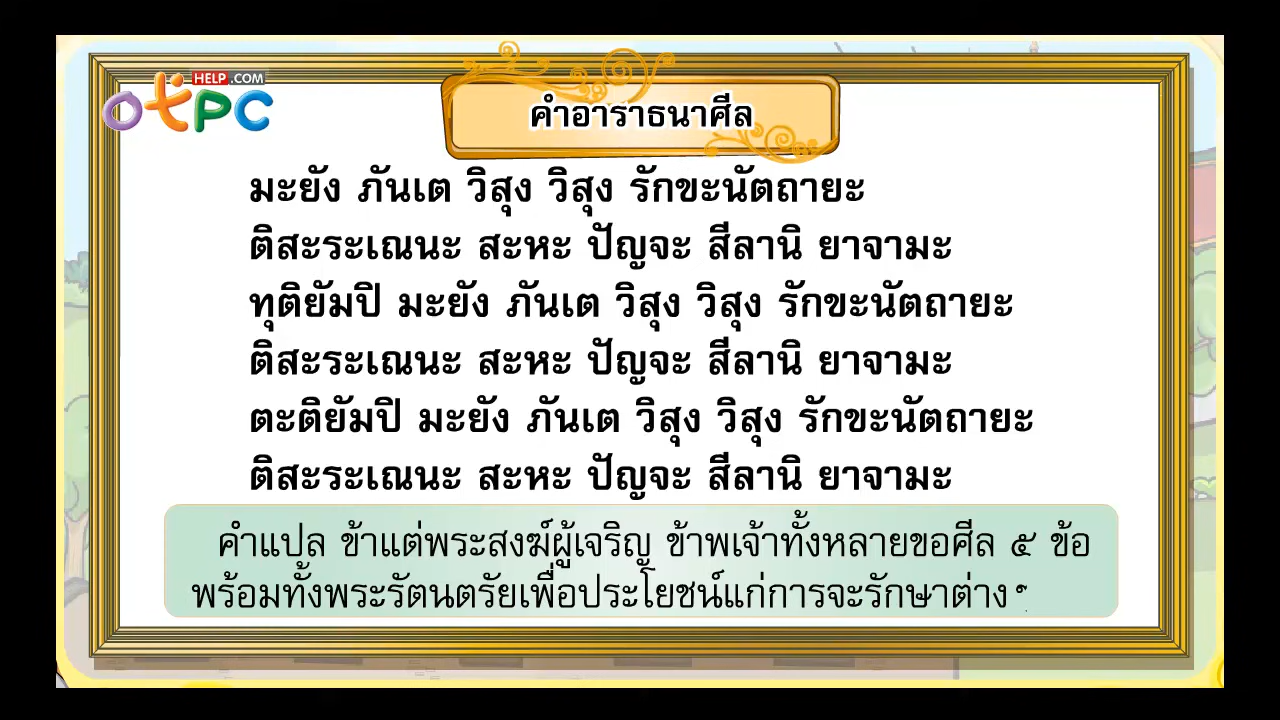 otPC
HELP.COM
คำอาราธนาศีล
มะยัง ภันเต วิสุง วิสุง รักขะนัตถายะ
ติสะระเณนะ สะหะ ปัญจะ สีลานิ ยาจามะ
ทุติยัมปิ มะยัง ภันเต วิสุง วิสุง รักขะนัตถายะ
ติสะระเณนะ สะหะ ปัญจะ สีลานิ ยาจามะ
ตะติยัมปิ มะยัง ภันเต วิสุง วิสุง รักขะนัตถายะ
ติสะระเณนะ สะหะ ปัญจะ สีลานิ ยาจามะ
คำแปล ข้าแต่พระสงฆ์ผู้เจริญ ข้าพเจ้าทั้งหลายขอศีล ๕ ข้อ
พร้อมทั้งพระรัตนตรัยเพื่อประโยชน์แก่การจะรักษาต่าง